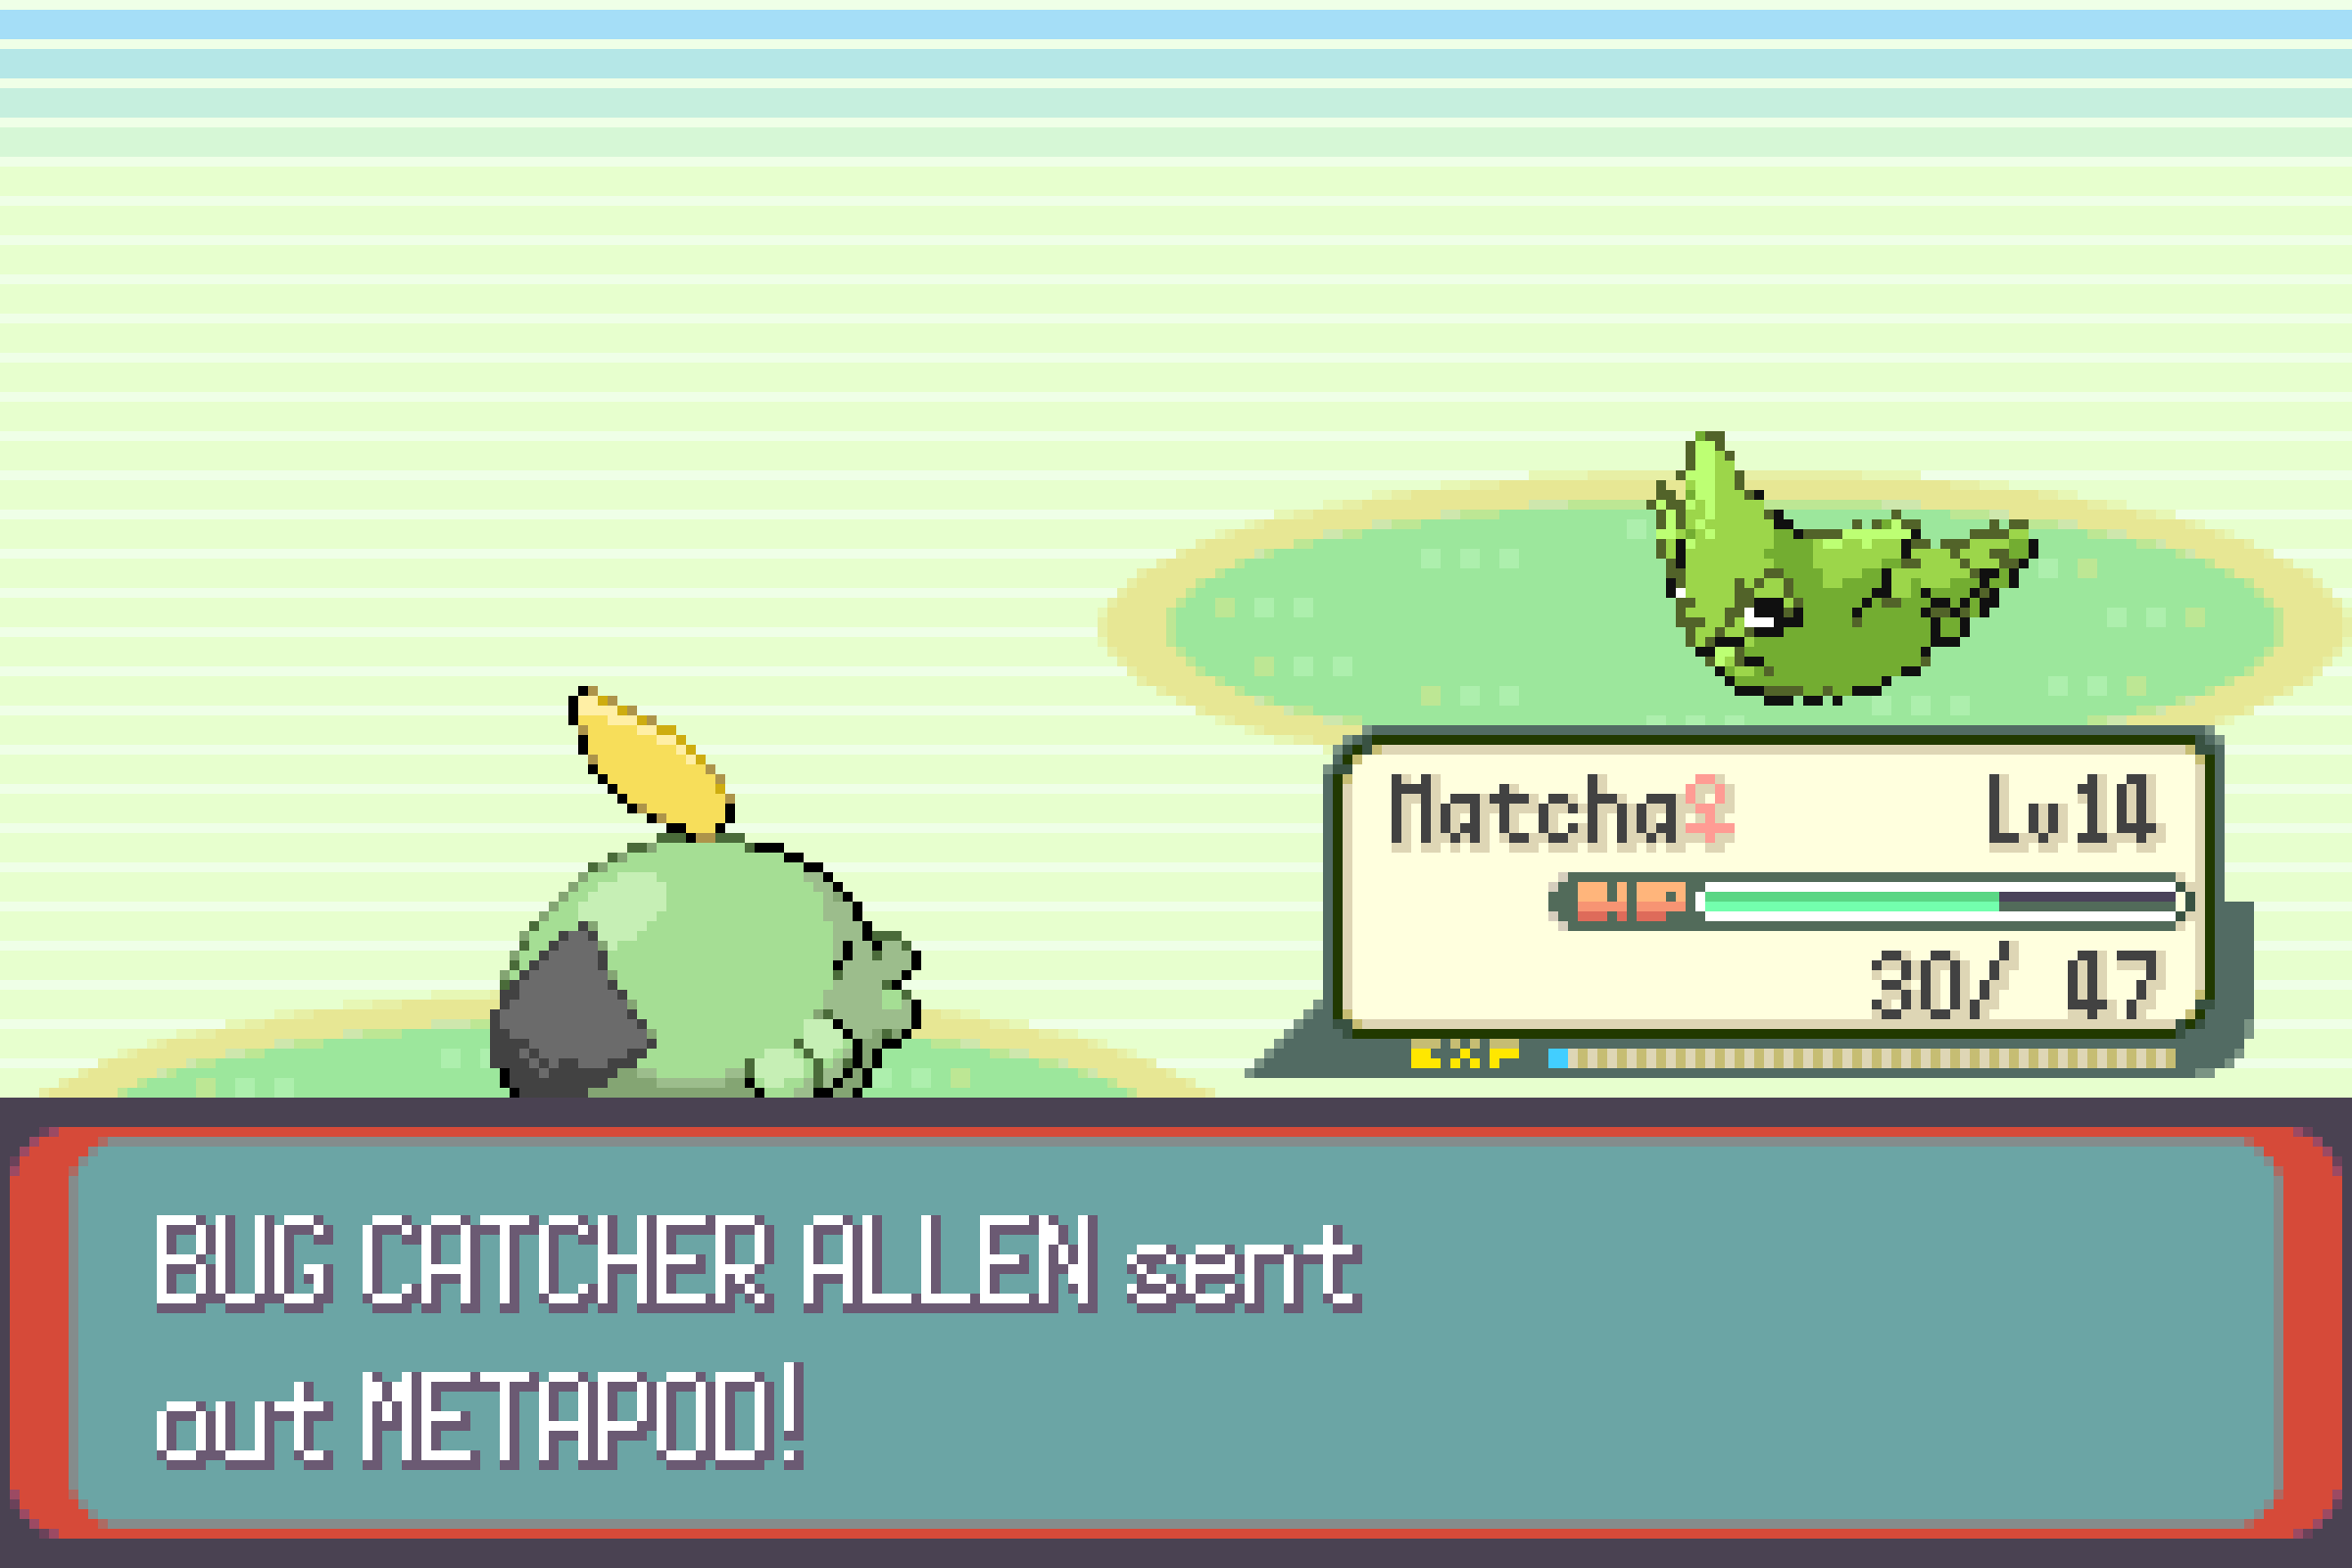 Matcha♀ Lv14
HP
30/ 47
EXP
BUG CATCHER ALLEN sent
out METAPOD!